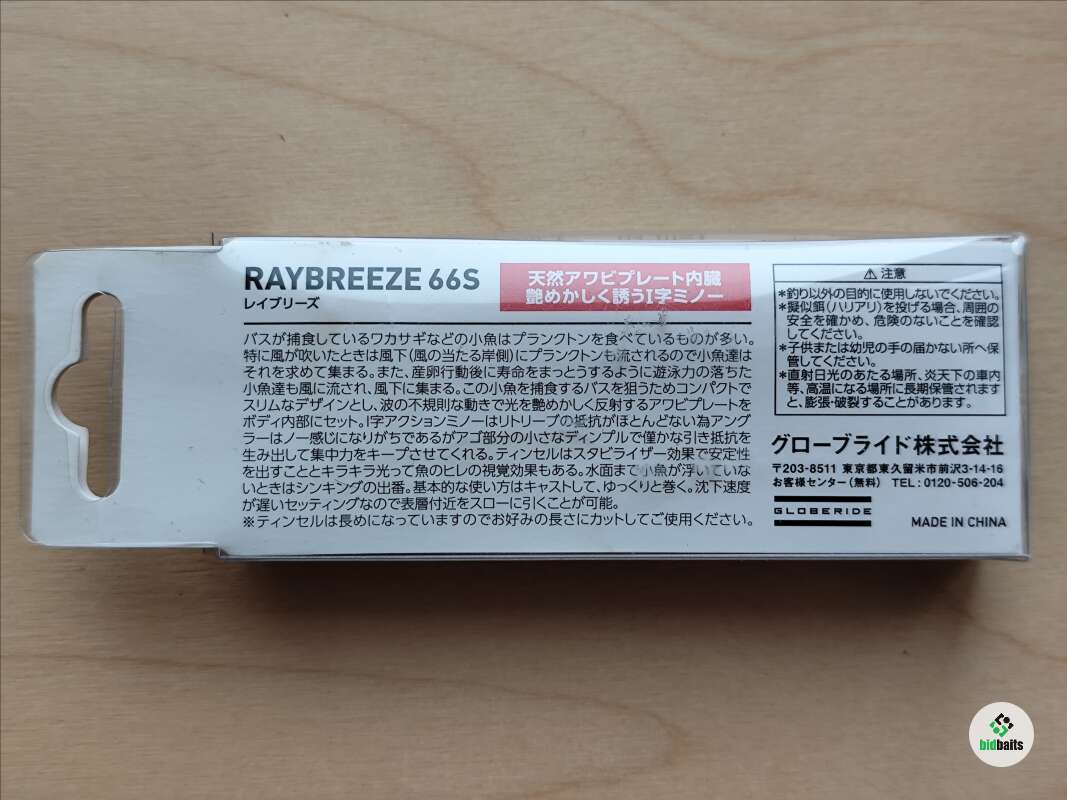 RAYBREEZE 66S
レイブリーズ
天然アワビプレート内臓
艶めかしく誘うI字ミノー
バスが捕食しているワカサギなどの小魚はプランクトンを食べているものが多い。
特に風が吹いたときは風下(風の当たる岸側)にプランクトンも流されるので小魚達は
それを求めて集まる。また、産卵行動後に寿命をまっとうするように遊泳力の落ちた
小魚達も風に流され、風下に集まる。この小魚を捕食するバスを狙うためコンパクトで
スリムなデザインとし、波の不規則な動きで光を艶めかしく反射するアワビプレートを
ボディ内部にセット。I字アクションミノーはリトリーブの抵抗がほとんどない為アング
ラーはノー感じになりがちであるがアゴ部分の小さなディンプルで僅かな引き抵抗を
生み出して集中力をキープさせてくれる。ティンセルはスタビライザー効果で安定性
を出すこととキラキラ光って魚のヒレの視覚効果もある。水面まで小魚が浮いていな
いときはシンキングの出番。基本的な使い方はキャストして、ゆっくりと巻く。沈下速度
が遅いセッティングなので表層付近をスローに引くことが可能。
※ティンセルは長めになっていますのでお好みの長さにカットしてご使用ください。
⚠ 注意
*釣り以外の目的に使用しないでください。
*擬似餌(ハリアリ)を投げる場合、周囲の
安全を確かめ、危険のないことを確認
してください。
*子供または幼児の手の届かない所へ保
管してください。
*直射日光のあたる場所、炎天下の車内
等、高温になる場所に長期保管されます
と、膨張・破裂することがあります。
グローブライド株式会社
〒203-8511 東京都東久留米市前沢3-14-16
お客様センター(無料) TEL:0120-506-204
GLOBERIDE
MADE IN CHINA
bidbaits